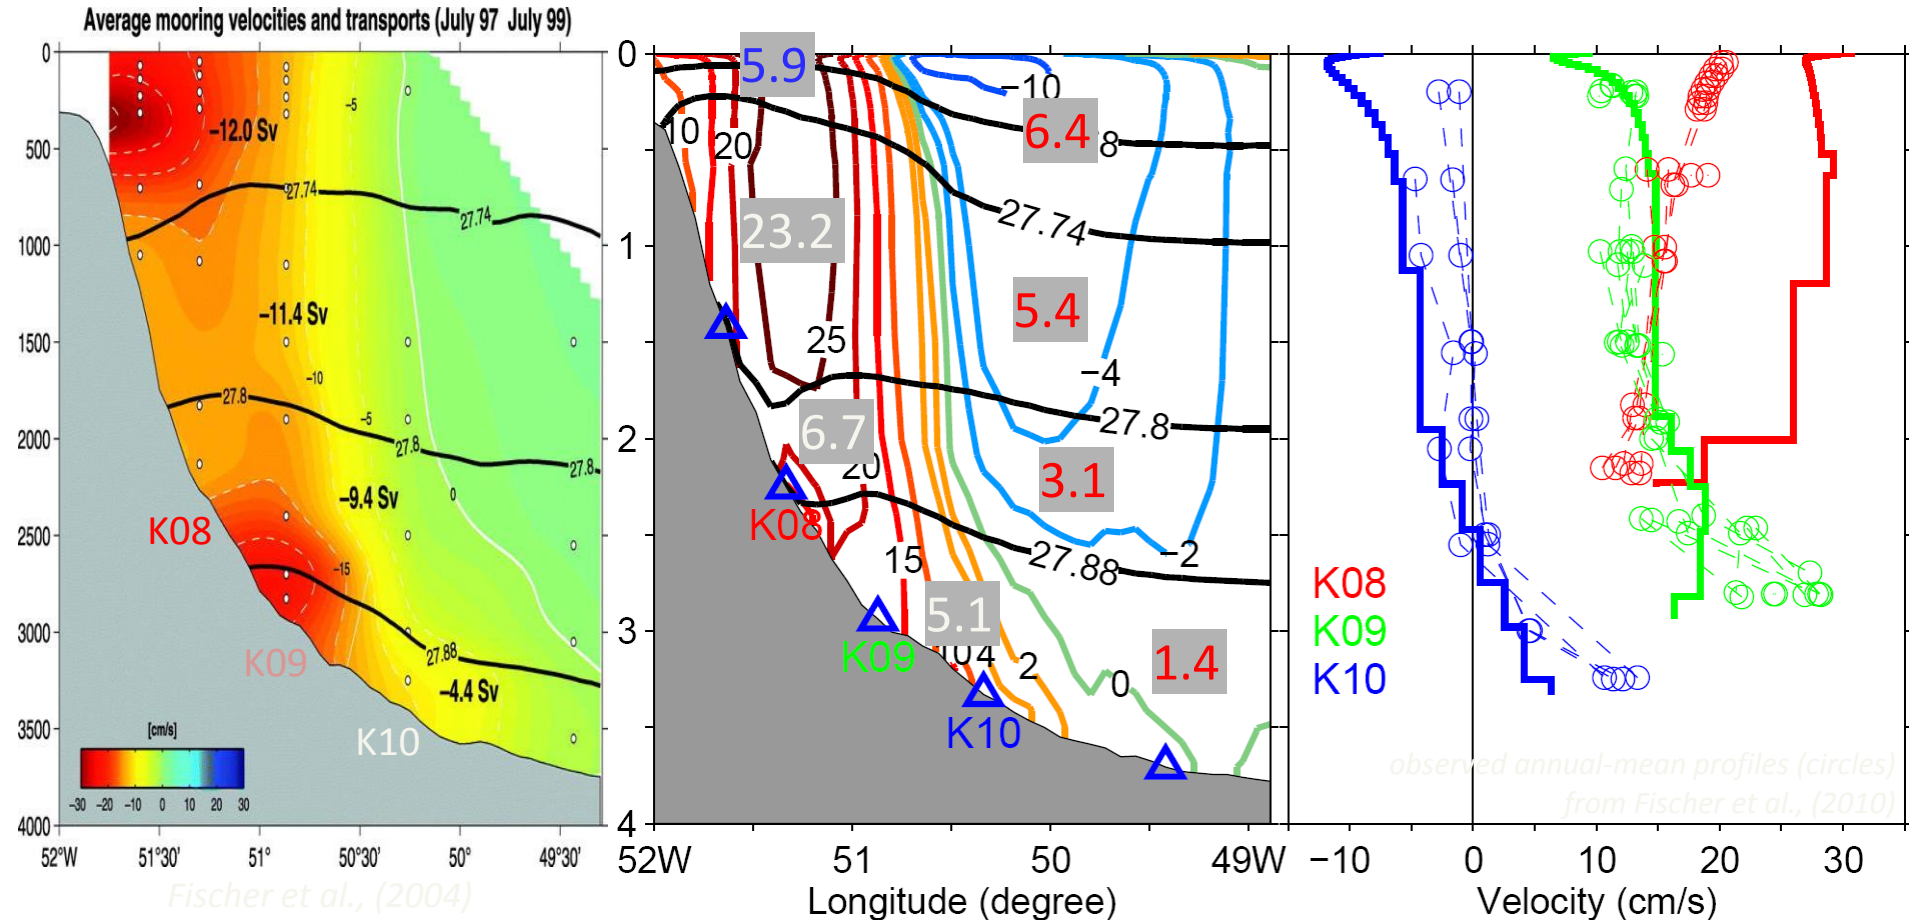 Average mooring velocities and transports (July 97 July 99)
0
500
1000
1500
2000
2500
3000
3500
4000
52°W
51°30'
51°
50°30'
50°
49°30'
−12.0 Sv
−11.4 Sv
−9.4 Sv
−4.4 Sv
−5
27.74
27.74
−10
−5
27.8
27.8
27.8
0
−15
27.88
K08
K09
K10
[cm/s]
−30 −20 −10 0 10 20 30
Fischer et al., (2004)
0
1
2
3
4
52W
51
50
49W
Longitude (degree)
5.9
−10
6.4
8
10
20
23.2
27.74
5.4
25
−4
27.8
6.7
20
3.1
K08
27.88
−2
15
5.1
K09
104
2
0
1.4
K10
K08
K09
K10
observed annual-mean profiles (circles)
from Fischer et al., (2010)
−10
0
10
20
30
Velocity (cm/s)